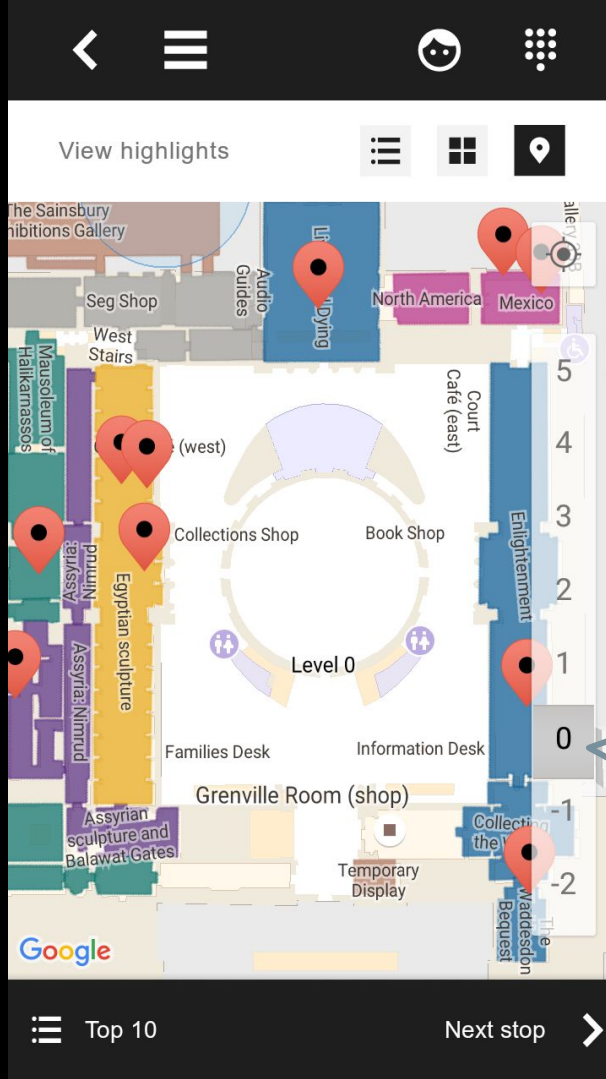 View highlights
The Sainsbury
hibitions Gallery
Seg Shop
Audio
Guides
Li
Dying
North America
Mexico
West
Stairs
Mausoleum of
Halikarnassos
(west)
Court
Café (east)
Collections Shop
Book Shop
Enlightenment
Assyria:
Nimrud
Egyptian sculpture
Assyria: Nimrud
Level 0
Families Desk
Information Desk
Grenville Room (shop)
Assyrian
sculpture and
Balawat Gates
Collecting
the
Temporary
Display
The
Waddesdon
Bequest
5
4
3
2
1
0
-1
-2
Google
Top 10
Next stop